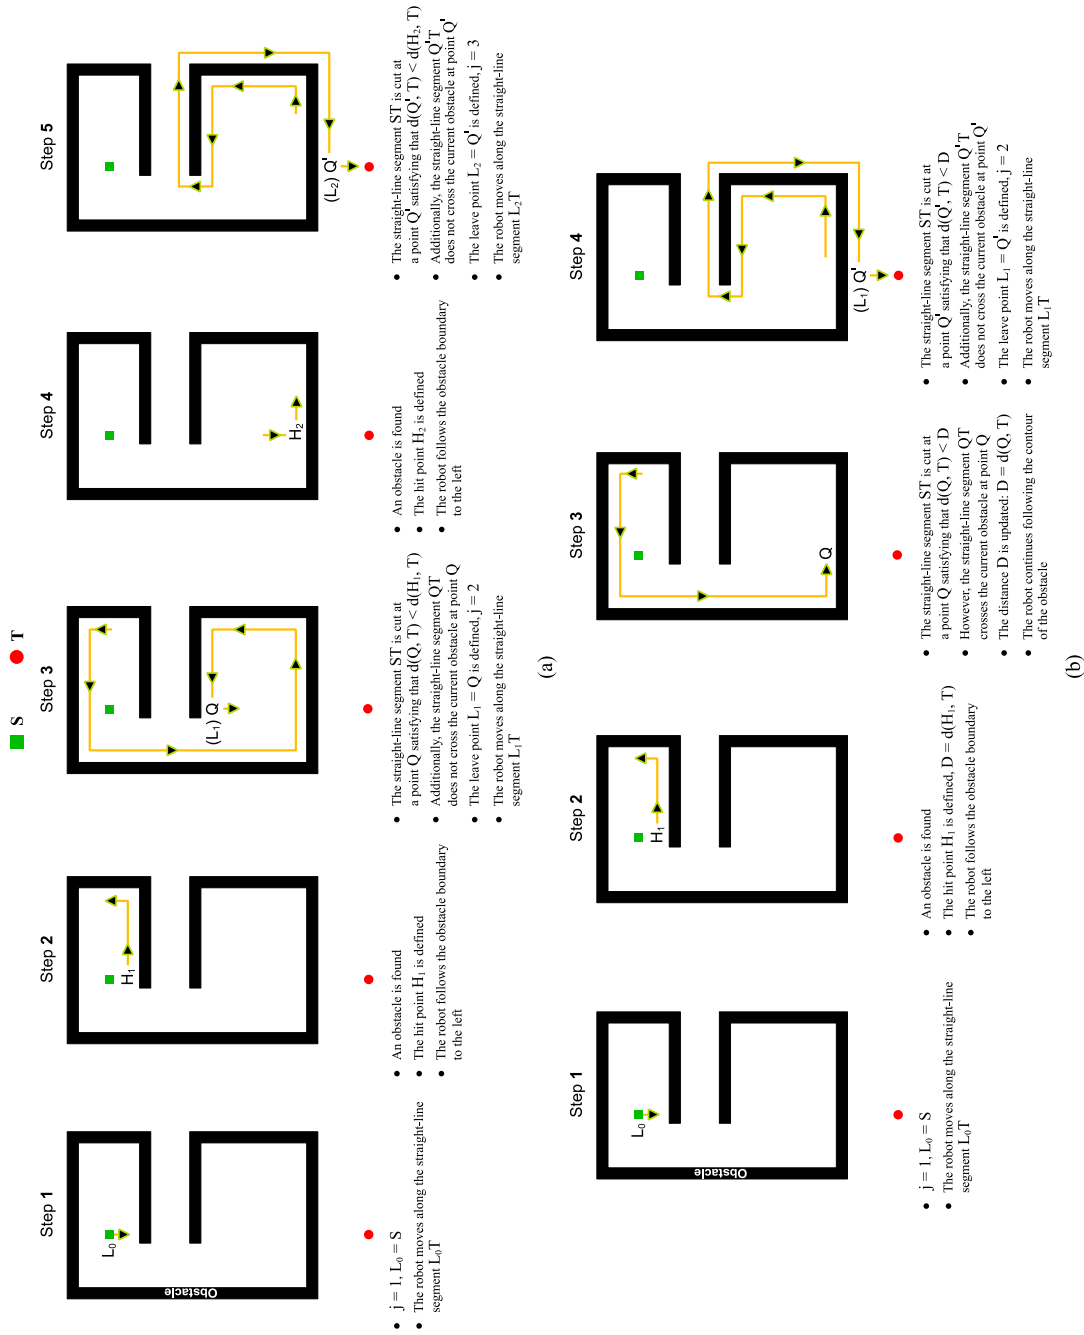 S T
Step 1
L₀
Obstacle
• j = 1, L₀ = S
• The robot moves along the straight-line
segment L₀T
Step 2
H₁
• An obstacle is found
• The hit point H₁ is defined
• The robot follows the obstacle boundary
to the left
Step 3
(L₁) Q
• The straight-line segment ST is cut at
a point Q satisfying that d(Q, T) < d(H₁, T)
• Additionally, the straight-line segment QT
does not cross the current obstacle at point Q
• The leave point L₁ = Q is defined, j = 2
• The robot moves along the straight-line
segment L₁T
Step 4
H₂
• An obstacle is found
• The hit point H₂ is defined
• The robot follows the obstacle boundary
to the left
Step 5
(L₂) Q'
• The straight-line segment ST is cut at
a point Q' satisfying that d(Q', T) < d(H₂, T)
• Additionally, the straight-line segment Q'T
does not cross the current obstacle at point Q'
• The leave point L₂ = Q' is defined, j = 3
• The robot moves along the straight-line
segment L₂T
(a)
Step 1
L₀
Obstacle
• j = 1, L₀ = S
• The robot moves along the straight-line
segment L₀T
Step 2
H₁
• An obstacle is found
• The hit point H₁ is defined, D = d(H₁, T)
• The robot follows the obstacle boundary
to the left
Step 3
Q
• The straight-line segment ST is cut at
a point Q satisfying that d(Q, T) < D
• However, the straight-line segment QT
crosses the current obstacle at point Q
• The distance D is updated: D = d(Q, T)
• The robot continues following the contour
of the obstacle
Step 4
(L₁) Q'
• The straight-line segment ST is cut at
a point Q' satisfying that d(Q', T) < D
• Additionally, the straight-line segment Q'T
does not cross the current obstacle at point Q'
• The leave point L₁ = Q' is defined, j = 2
• The robot moves along the straight-line
segment L₁T
(b)